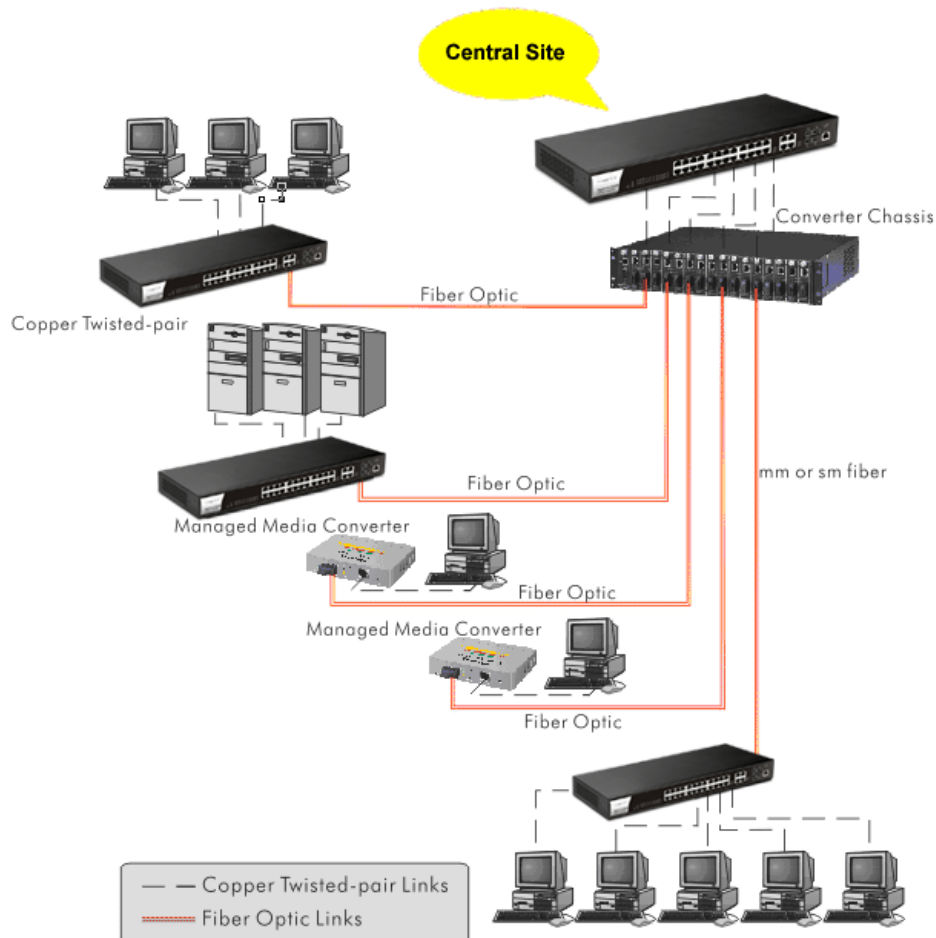 Central Site
Converter Chassis
Fiber Optic
Copper Twisted-pair
Fiber Optic
mm or sm fiber
Managed Media Converter
Fiber Optic
Managed Media Converter
Fiber Optic
Copper Twisted-pair Links
Fiber Optic Links